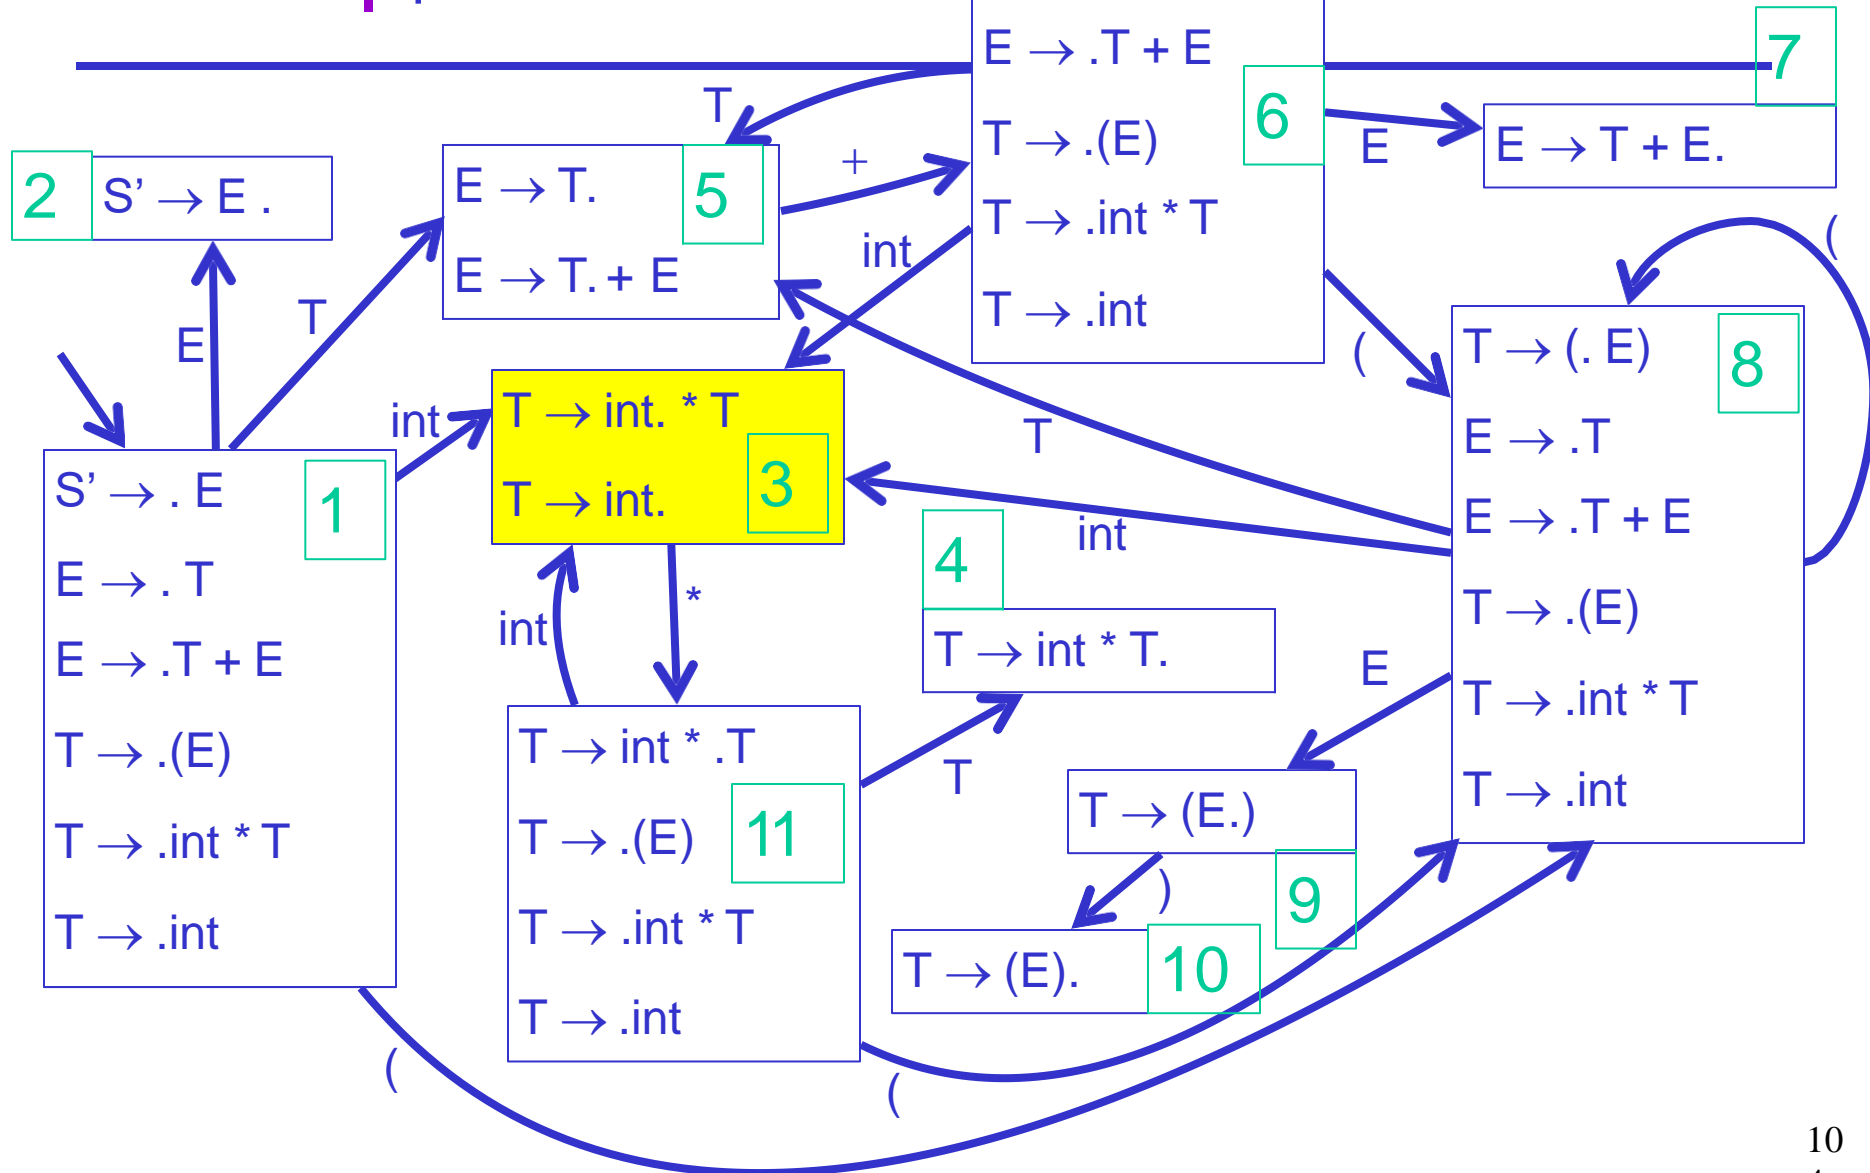 E → .T + E
7
T → .(E)
6
T → .int * T
T → .int
E
E → T + E.
T
2
S’ → E .
E → T.
5
E → T. + E
+
int
(
(
E
T
T → (. E)
8
E → .T
E → .T + E
T → .(E)
T → .int * T
T → .int
int
T → int. * T
T → int.
3
T
int
S’ → . E
1
E → . T
E → .T + E
T → .(E)
T → .int * T
T → .int
int
*
4
T → int * T.
E
T → int * .T
T → .(E)
11
T → .int * T
T → .int
T
T → (E.)
9
)
T → (E).
10
(
(
10